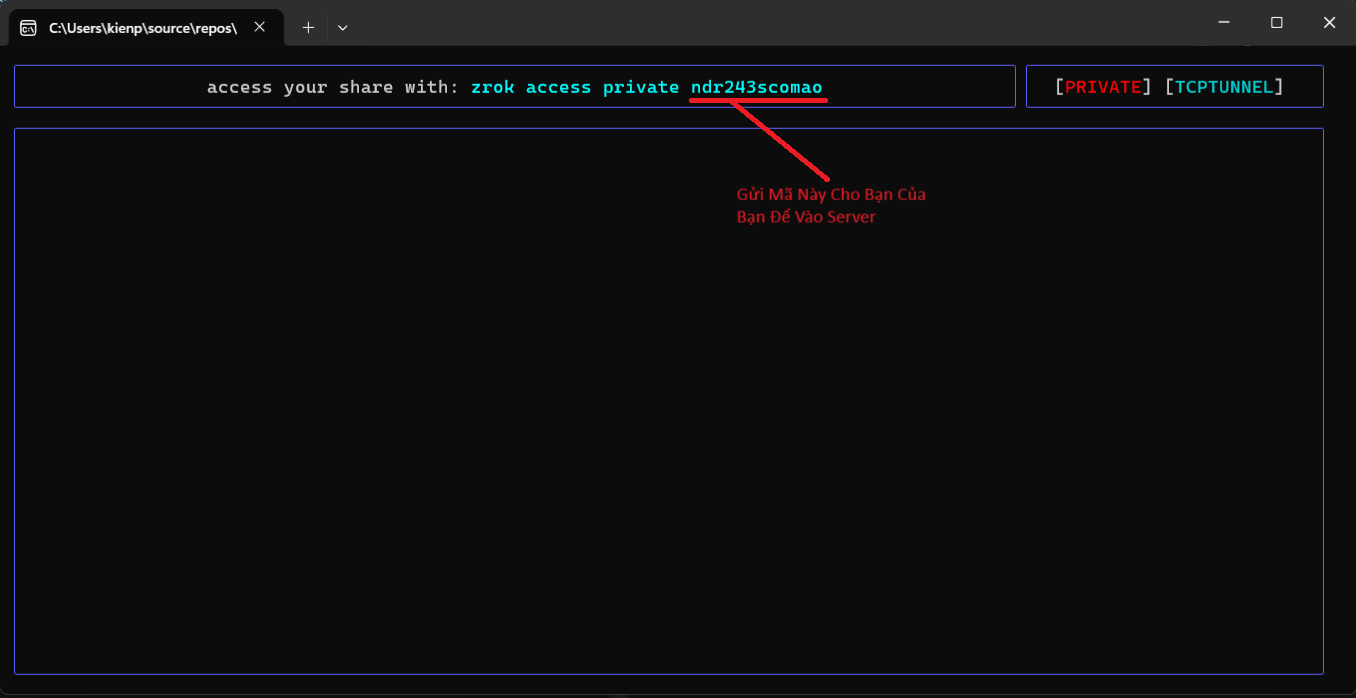 C:\Users\kienp\source\repos\
access your share with: zrok access private ndr243scomao
[PRIVATE] [TCPTUNNEL]
Gửi Mã Này Cho Bạn Của
Bạn Để Vào Server